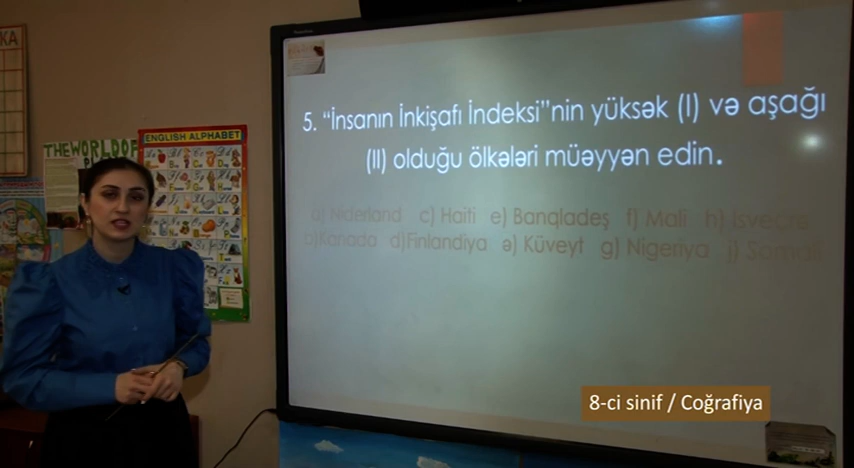 5. “İnsanın İnkişafı İndeksi”nin yüksək (I) və aşağı
(II) olduğu ölkələri müəyyən edin.
a) Niderland c) Haiti e) Banqladeş f) Mali h) İsveçrə
b)Kanada d)Finlandiya ə) Küveyt g) Nigeriya j) Somali
8-ci sinif / Coğrafiya
THE WORLD OF
ENGLISH ALPHABET